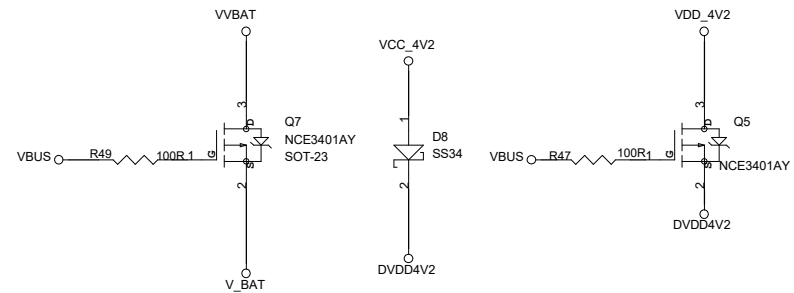 VVBAT
3
D
Q7
NCE3401AY
SOT-23
VBUS
R49
100R
1
G
S
2
V_BAT
VCC_4V2
1
D8
SS34
2
DVDD4V2
VDD_4V2
3
D
Q5
VBUS
R47
100R
1
G
S
NCE3401AY
2
DVDD4V2